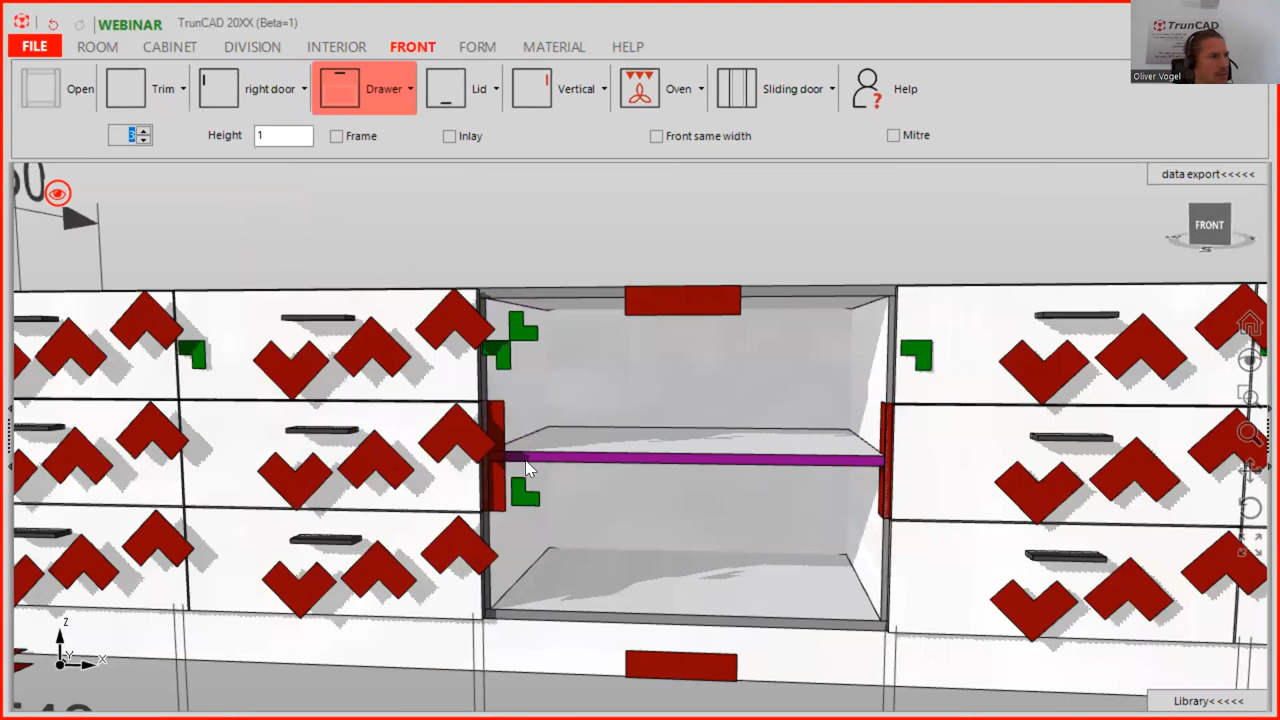 WEBINAR TrunCAD 20XX (Beta=1)
FILE ROOM CABINET DIVISION INTERIOR FRONT FORM MATERIAL HELP
Open Trim right door Drawer Lid Vertical Oven Sliding door Help
3 Height 1 Frame Inlay Front same width Mitre
TrunCAD
Oliver Vogel
data export<<<<<
FRONT
S
Z
Y
X
Library<<<<<